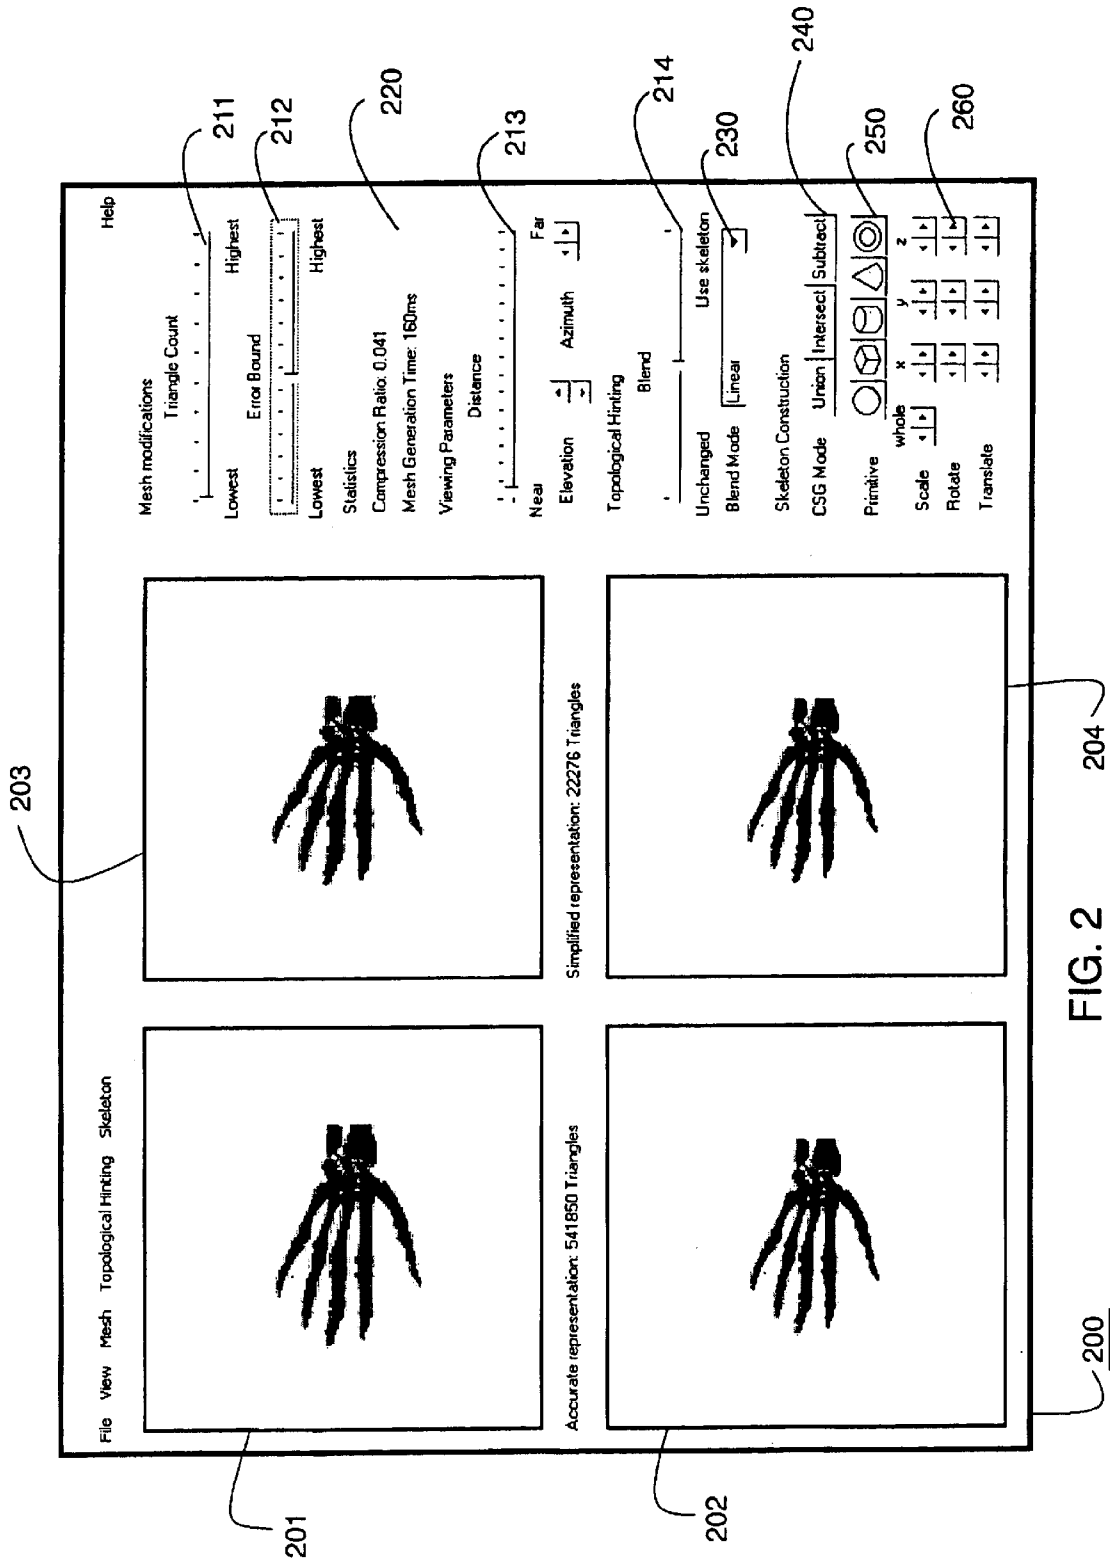 File View Mesh Topological Hinting Skeleton
Help
201
203
Accurate representation: 541850 Triangles
Simplified representation: 22276 Triangles
202
204
200
Mesh modifications
Triangle Count
211
Lowest
Highest
Error Bound
212
Lowest
Highest
Statistics
220
Compression Ratio: 0.041
Mesh Generation Time: 160ms
Viewing Parameters
Distance
213
Near
Far
Elevation
Azimuth
Topological Hinting
Blend
214
Unchanged
Use skeleton
Blend Mode
Linear
230
Skeleton Construction
CSG Mode
Union
Intersect
Subtract
240
Primitive
250
whole
x
y
z
Scale
Rotate
260
Translate
FIG. 2